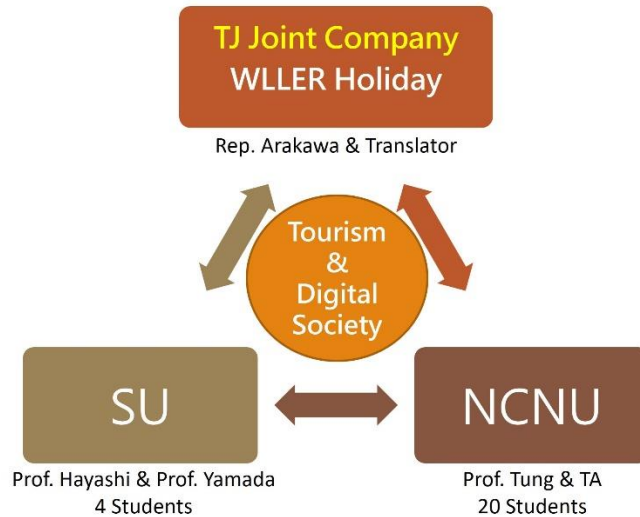 TJ Joint Company
WLLER Holiday
Rep. Arakawa & Translator
Tourism
&
Digital
Society
SU
NCNU
Prof. Hayashi & Prof. Yamada
4 Students
Prof. Tung & TA
20 Students